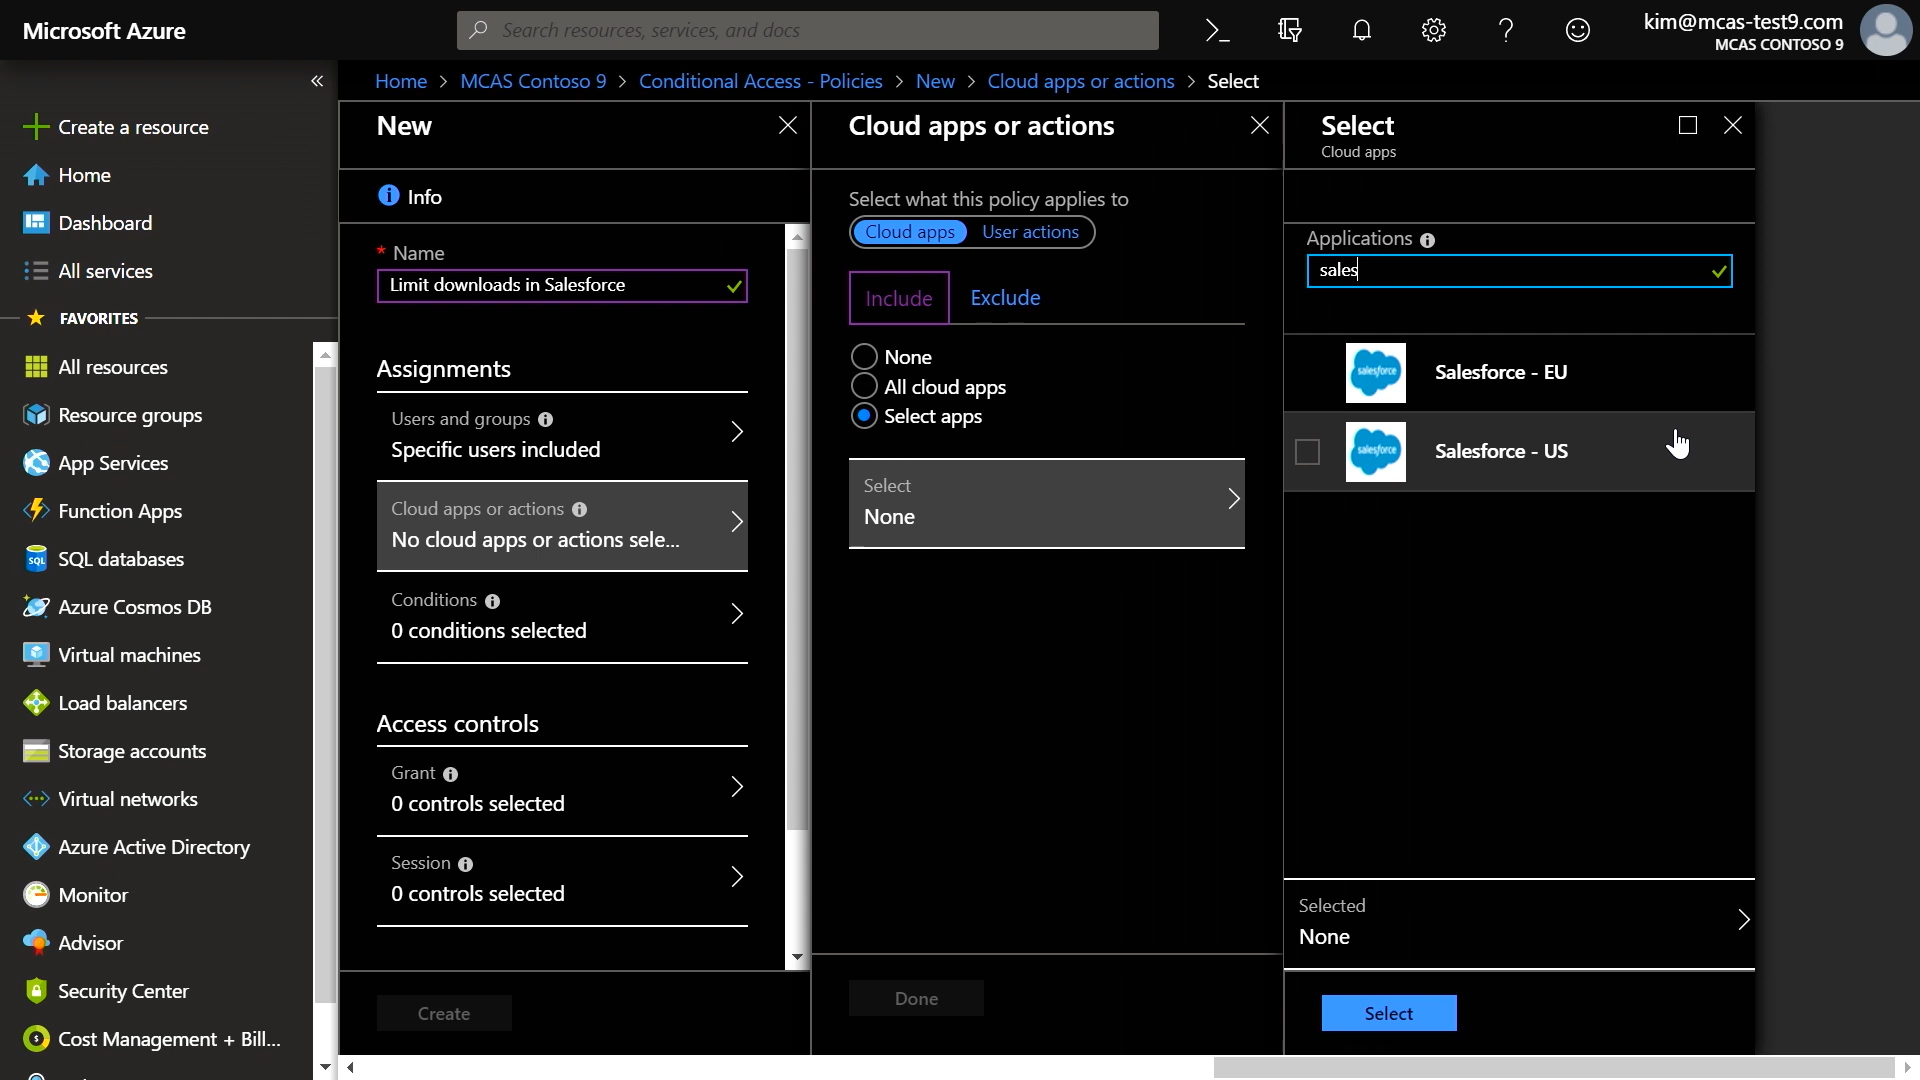 Microsoft Azure
Search resources, services, and docs
kim@mcas-test9.com
MCAS CONTOSO 9
Home > MCAS Contoso 9 > Conditional Access - Policies > New > Cloud apps or actions > Select
Create a resource
Home
Dashboard
All services
FAVORITES
All resources
Resource groups
App Services
Function Apps
SQL databases
Azure Cosmos DB
Virtual machines
Load balancers
Storage accounts
Virtual networks
Azure Active Directory
Monitor
Advisor
Security Center
Cost Management + Bill...
New
Info
* Name
Limit downloads in Salesforce
Assignments
Users and groups
Specific users included
Cloud apps or actions
No cloud apps or actions sele...
Conditions
0 conditions selected
Access controls
Grant
0 controls selected
Session
0 controls selected
Create
Cloud apps or actions
Select what this policy applies to
Cloud apps User actions
Include Exclude
None
All cloud apps
Select apps
Select
None
Done
Select
Cloud apps
Applications
sales
salesforce
Salesforce - EU
salesforce
Salesforce - US
Selected
None
Select